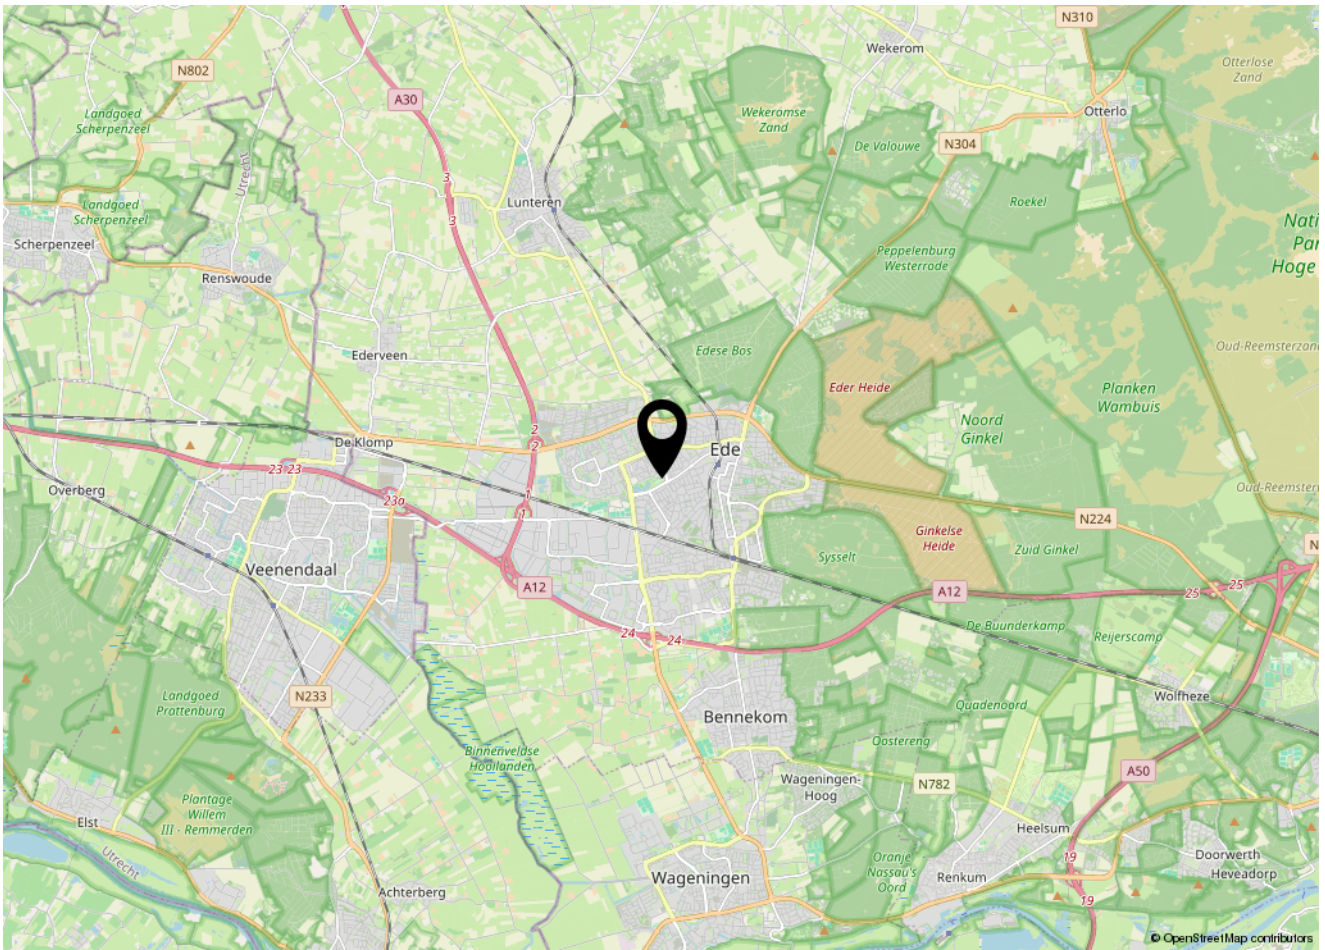 N310
Wekerom
Otterlose
Zand
N802
A30
Landgoed
Scherpenzeel
Wekeromse
Zand
Otterlo
De Valouwe
N304
Utrecht
3
3
Lunteren
Landgoed
Scherpenzeel
Roekel
Scherpenzeel
Nati
Par
Hoge
Renswoude
Peppelenburg
Westerrode
Ederveen
Edese Bos
Oud-Reemsterzand
Eder Heide
Planken
Wambuis
Noord
Ginkel
2
2
De Klomp
Ede
23 23
23a
Overberg
1
1
Oud-Reemster
N224
Ginkelse
Heide
Zuid Ginkel
N
Sysselt
Veenendaal
A12
A12
25
25
24
24
De Buunderkamp
Reijerscamp
N233
Landgoed
Prattenburg
Wolfheze
Quadenoord
Bennekom
Oostereng
Binnenveldse
Hooilanden
A50
Wageningen-
Hoog
N782
Plantage
Willem
III - Remmerden
Elst
Heelsum
Utrecht
19
Doorwerth
Heveadorp
Oranje
Nassau's
Oord
Wageningen
Renkum
Achterberg
19
© OpenStreetMap contributors